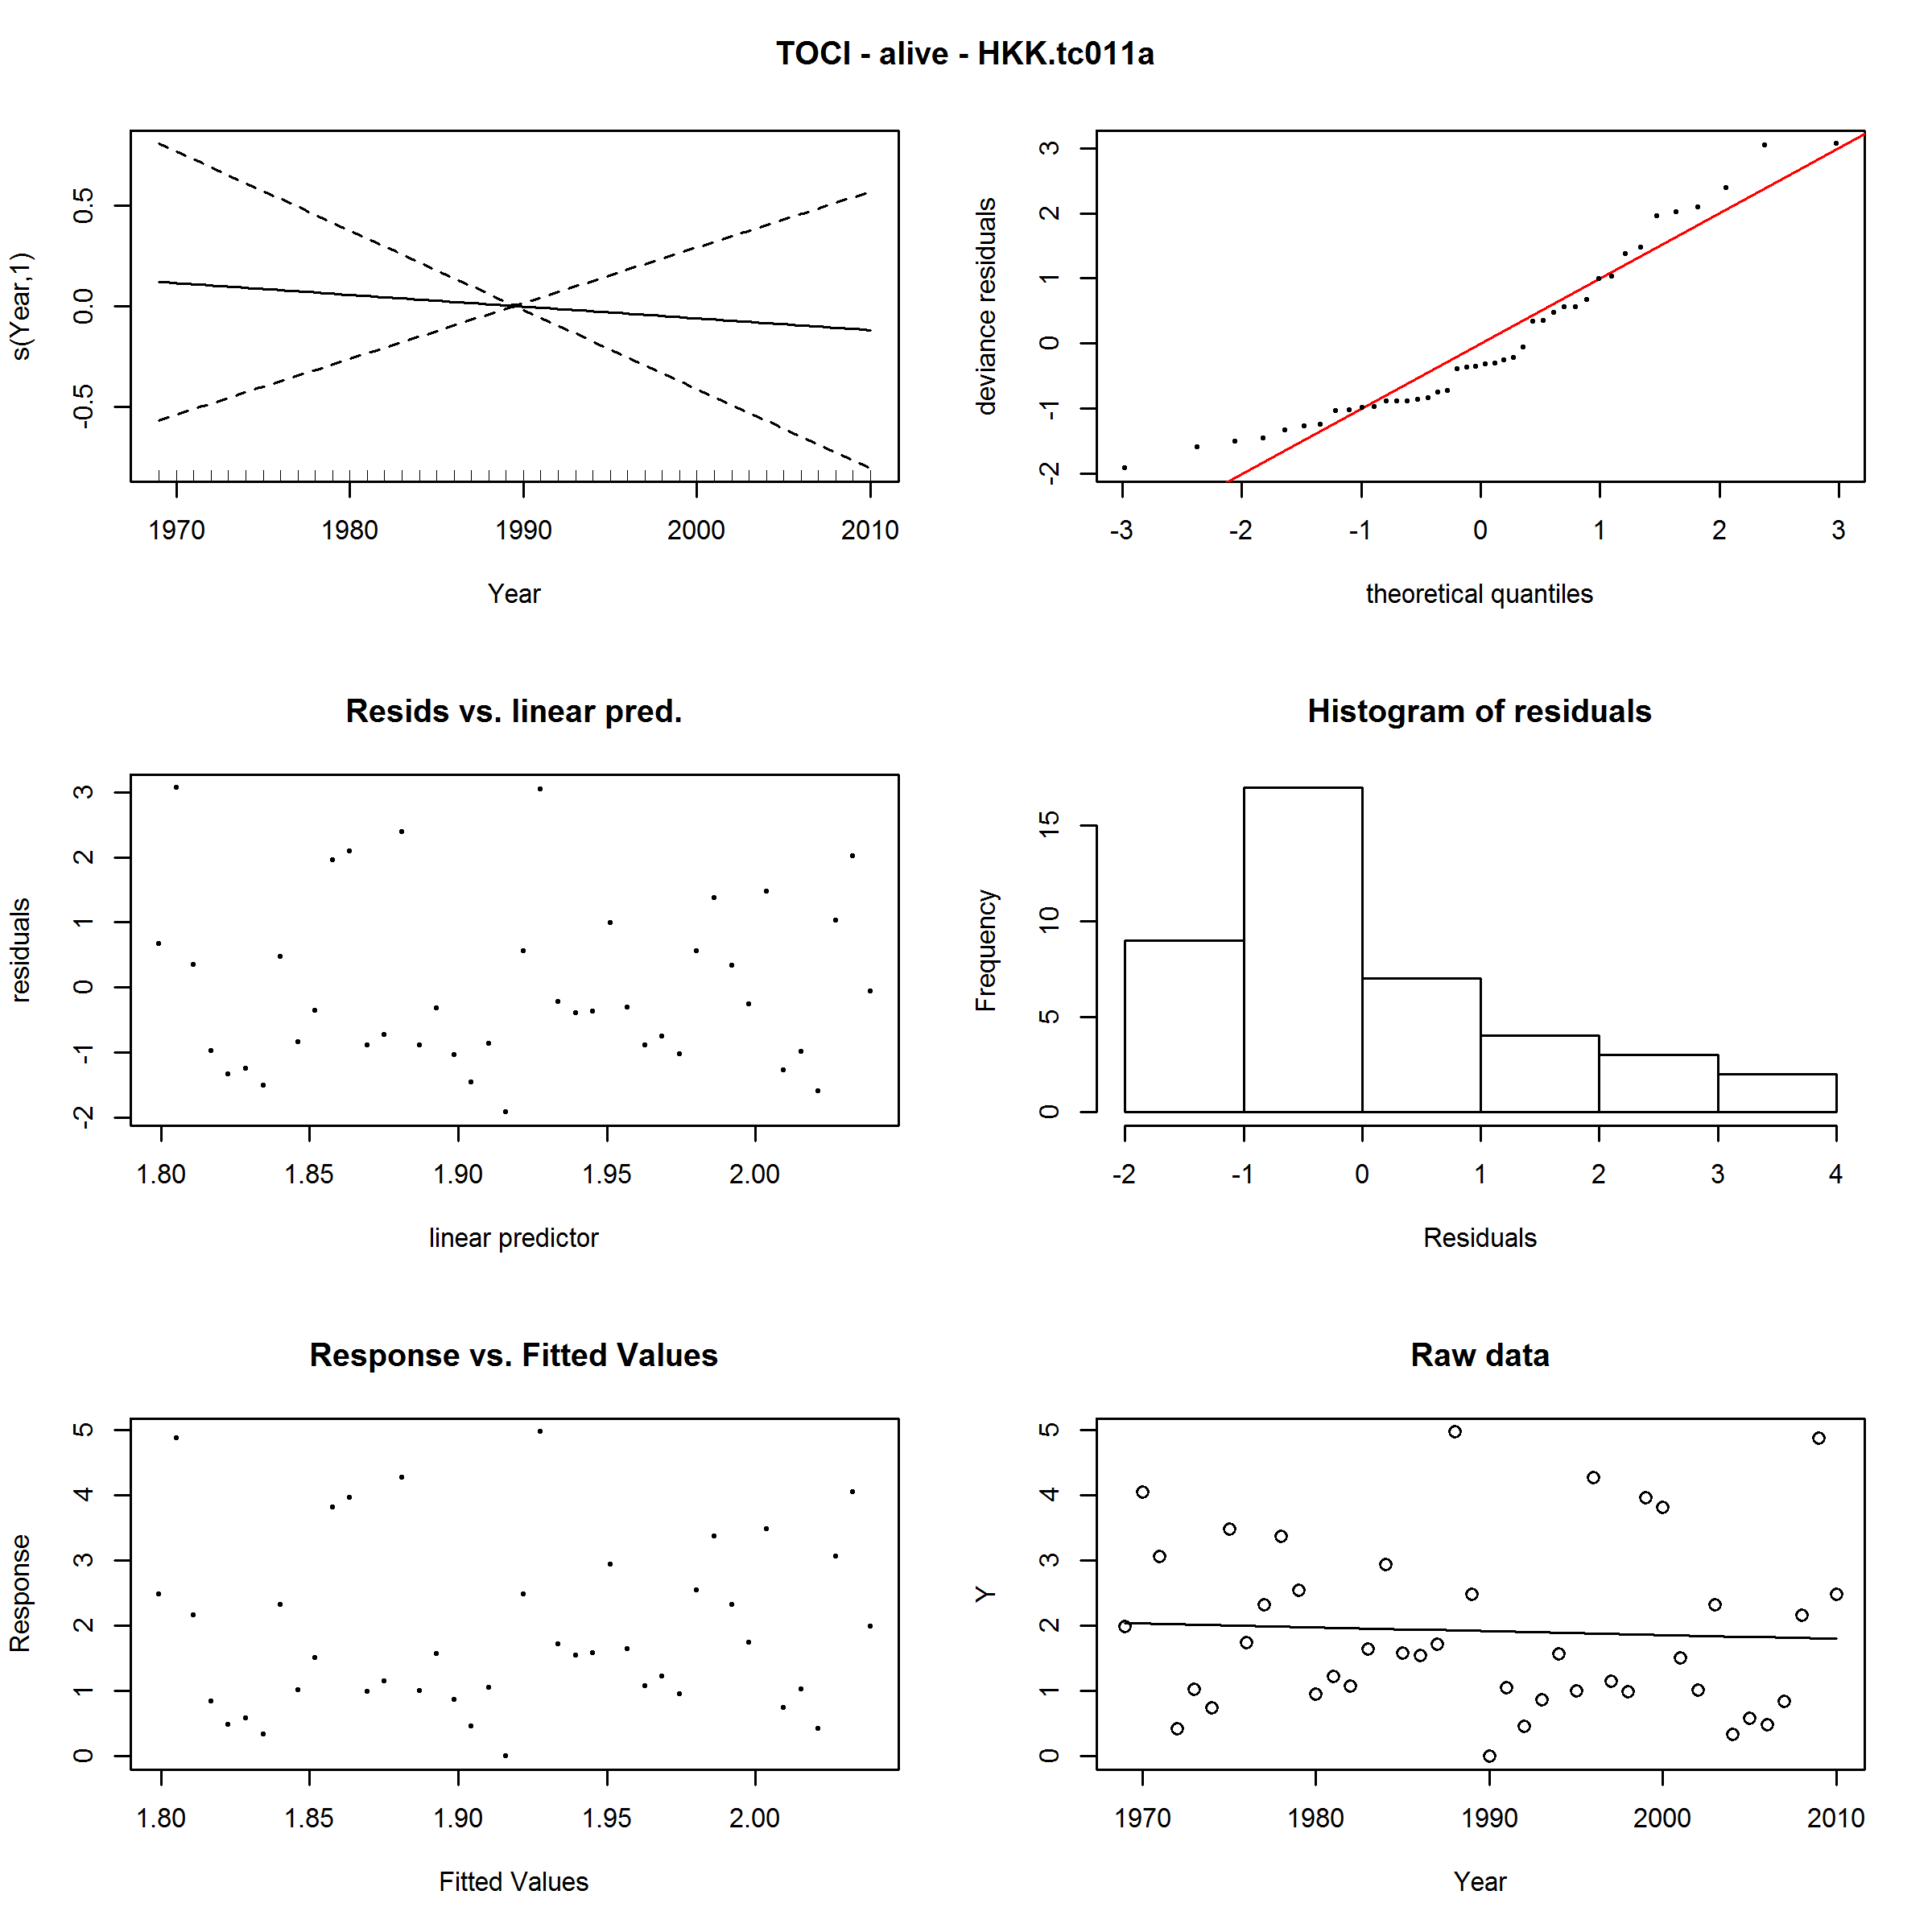 TOCI - alive - HKK.tc011a
s(Year,1)
0.5
0.0
-0.5
1970 1980 1990 2000 2010
Year
deviance residuals
3
2
1
0
-1
-2
-3 -2 -1 0 1 2 3
theoretical quantiles
Resids vs. linear pred.
residuals
3
2
1
0
-1
-2
1.80 1.85 1.90 1.95 2.00
linear predictor
Histogram of residuals
Frequency
15
10
5
0
-2 -1 0 1 2 3 4
Residuals
Response vs. Fitted Values
Response
5
4
3
2
1
0
1.80 1.85 1.90 1.95 2.00
Fitted Values
Raw data
Y
5
4
3
2
1
0
1970 1980 1990 2000 2010
Year